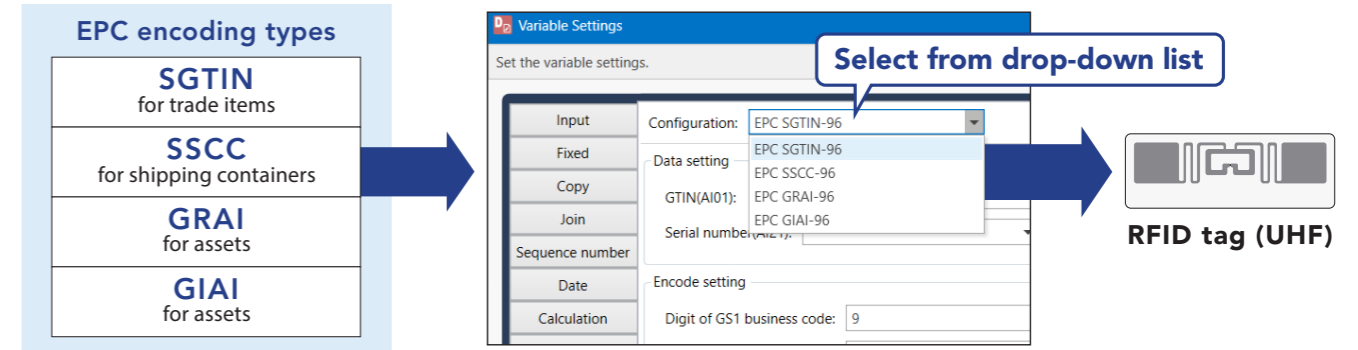 EPC encoding types
SGTIN
for trade items
SSCC
for shipping containers
GRAI
for assets
GIAI
for assets
D2 Variable Settings
Set the variable settings.
Select from drop-down list
Input
Fixed
Copy
Join
Sequence number
Date
Calculation
Configuration: EPC SGTIN-96
EPC SGTIN-96
EPC SSCC-96
EPC GRAI-96
EPC GIAI-96
Data setting
GTIN(AI01):
Serial number(AI21):
Encode setting
Digit of GS1 business code: 9
RFID tag (UHF)